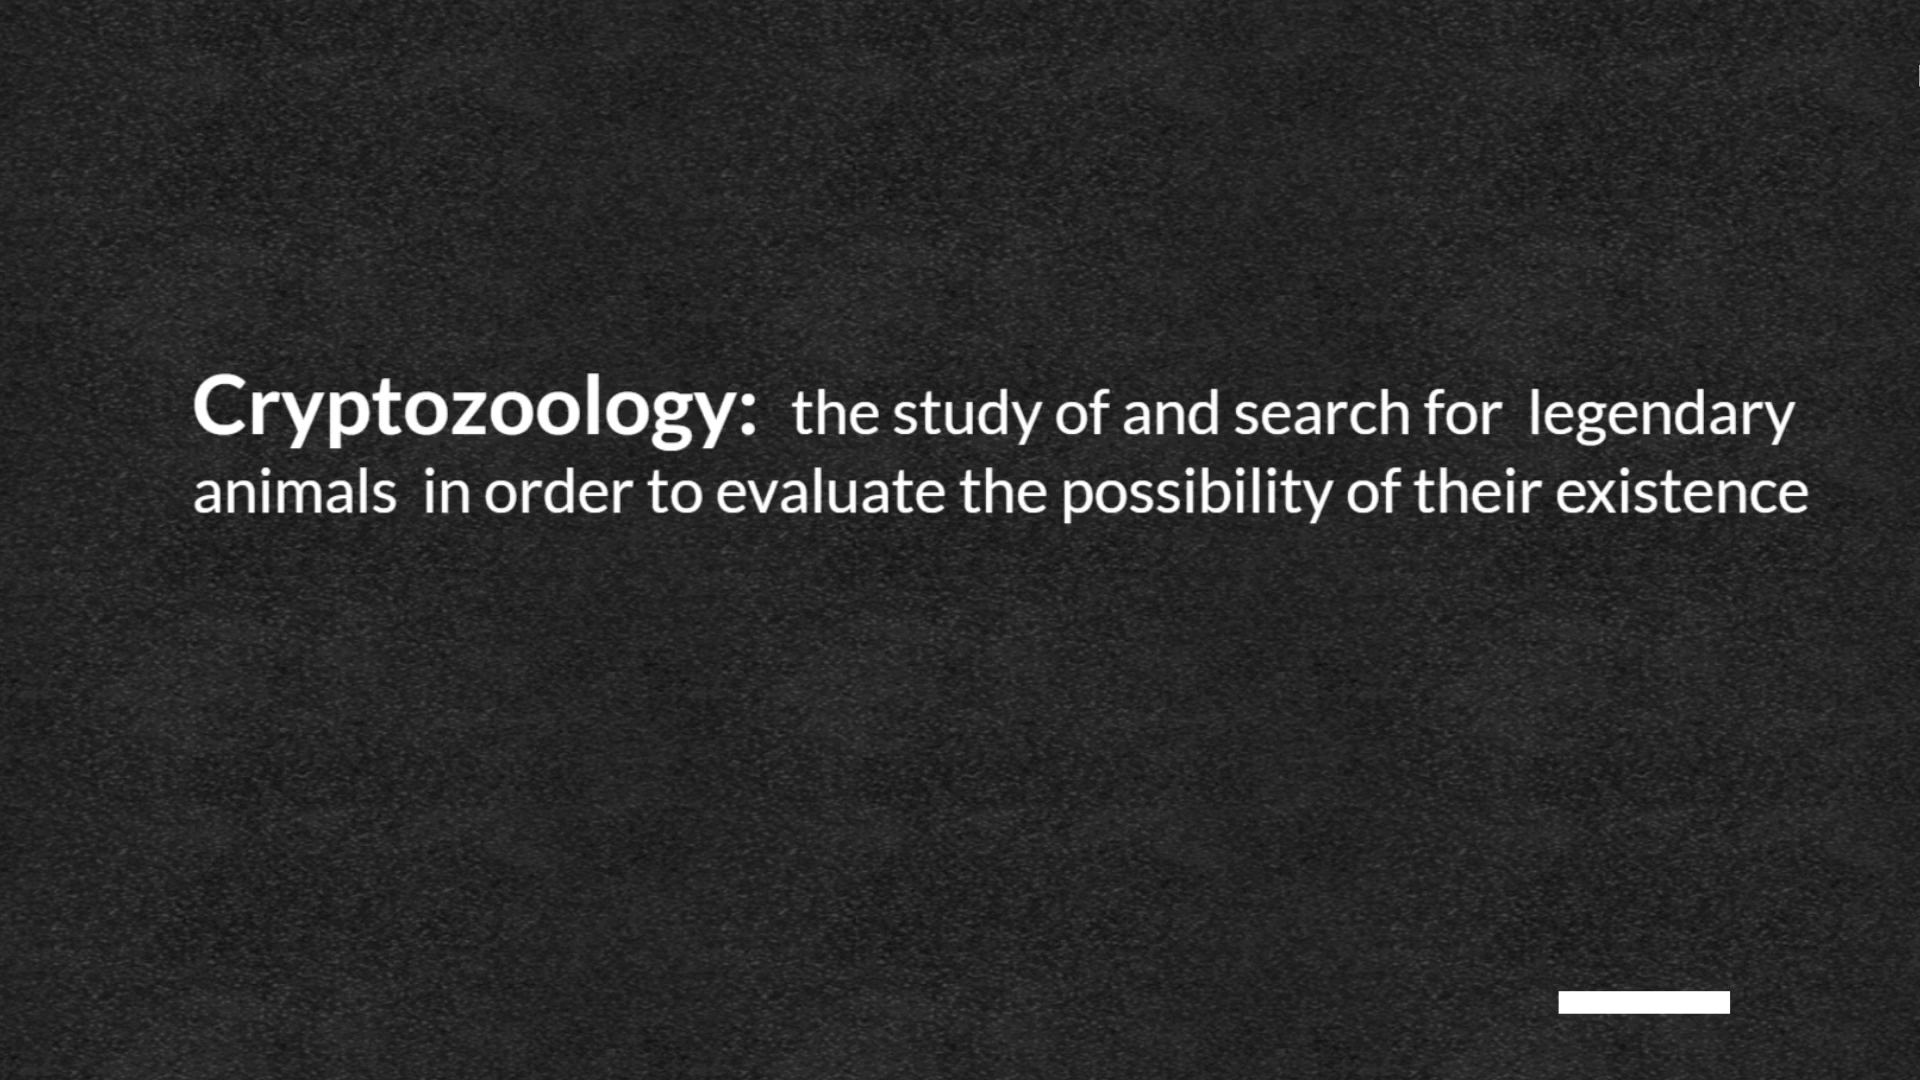 Cryptozoology:  the study of and search for  legendary
animals  in order to evaluate the possibility of their existence